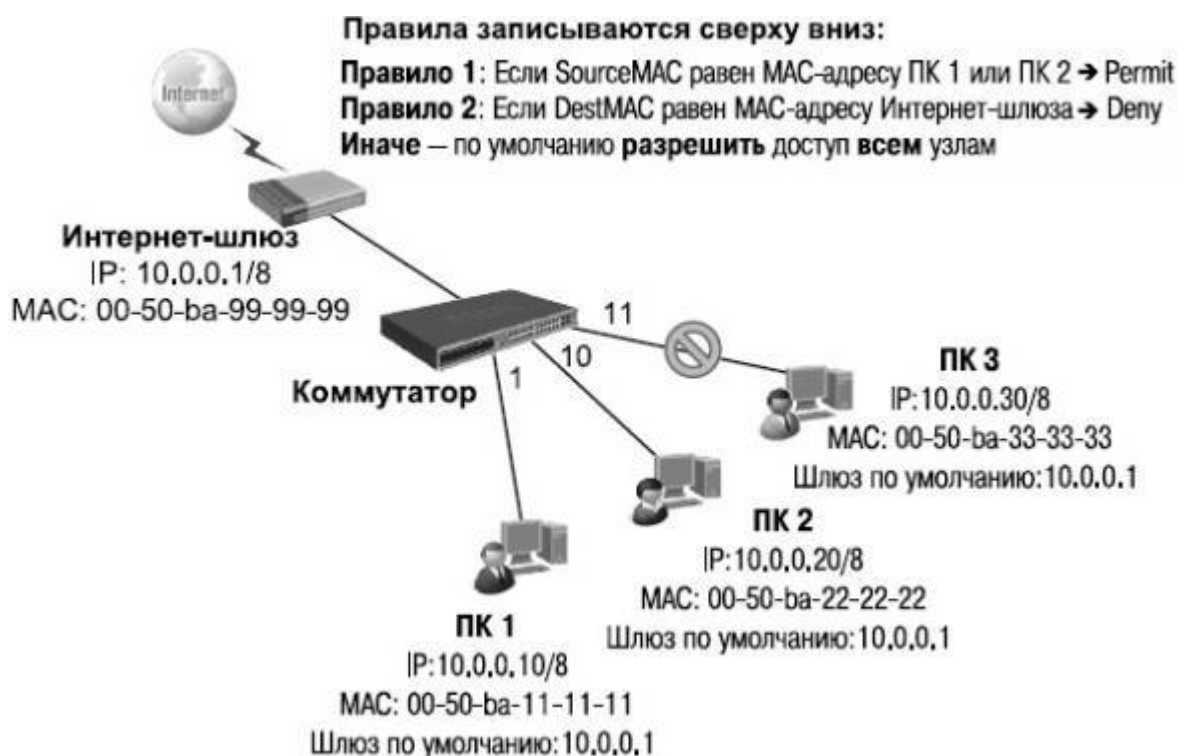 Правила записываются сверху вниз:
Правило 1: Если SourceMAC равен MAC-адресу ПК 1 или ПК 2 → Permit
Правило 2: Если DestMAC равен MAC-адресу Интернет-шлюза → Deny
Иначе – по умолчанию разрешить доступ всем узлам
Internet
Интернет-шлюз
IP: 10.0.0.1/8
MAC: 00-50-ba-99-99-99
Коммутатор
1
10
11
ПК 3
IP:10.0.0.30/8
MAC: 00-50-ba-33-33-33
Шлюз по умолчанию:10.0.0.1
ПК 2
IP:10.0.0.20/8
MAC: 00-50-ba-22-22-22
Шлюз по умолчанию:10.0.0.1
ПК 1
IP:10.0.0.10/8
MAC: 00-50-ba-11-11-11
Шлюз по умолчанию:10.0.0.1